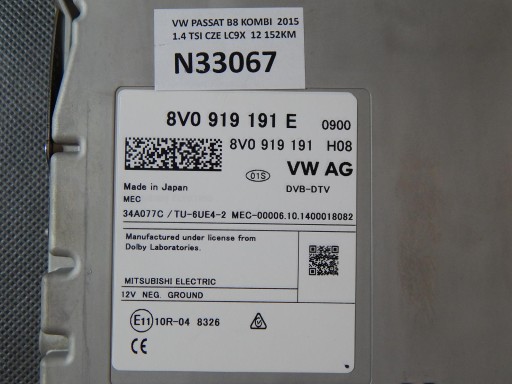 VW PASSAT B8 KOMBI 2015
1.4 TSI CZE LC9X 12 152KM
N33067
8V0 919 191 E 0900
8V0 919 191 H08
01S VW AG
Made in Japan DVB-DTV
MEC
34A077C / TU-6UE4-2 MEC-00006.10.1400018082
Manufactured under license from
Dolby Laboratories.
MITSUBISHI ELECTRIC
12V NEG. GROUND
E11 10R-04 8326
CE